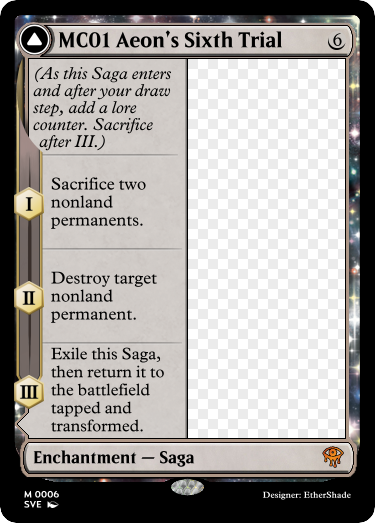 MC01 Aeon's Sixth Trial 6
(As this Saga enters
and after your draw
step, add a lore
counter. Sacrifice
after III.)
I
Sacrifice two
nonland
permanents.
II
Destroy target
nonland
permanent.
III
Exile this Saga,
then return it to
the battlefield
tapped and
transformed.
Enchantment — Saga
M 0006
SVE
Designer: EtherShade